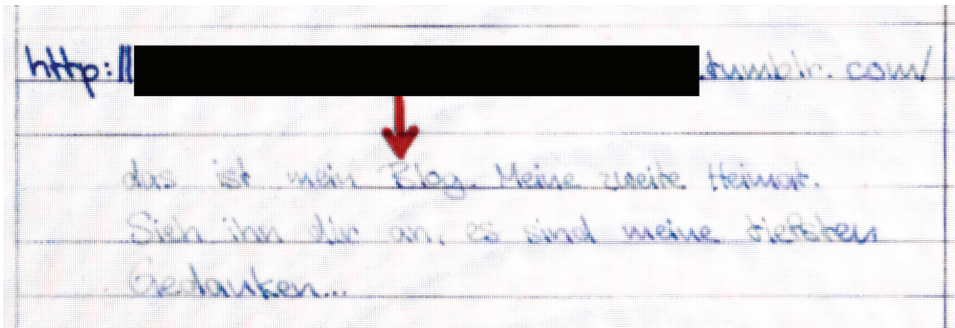 http://
.tumblr.com/
das ist mein Blog. Meine zweite Heimat.
Sieh ihn dir an, es sind meine tiefsten
Gedanken...